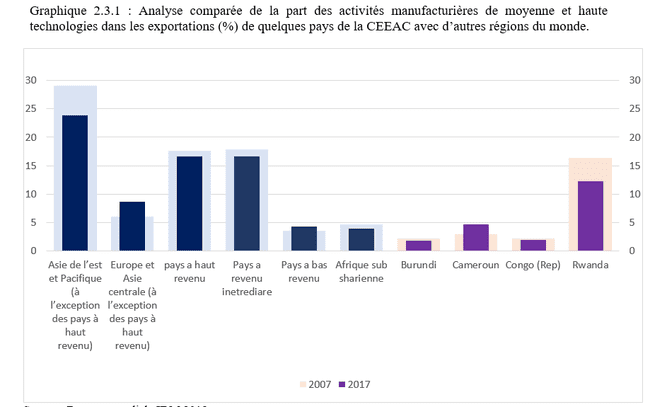 Graphique 2.3.1 : Analyse comparée de la part des activités manufacturières de moyenne et haute
technologies dans les exportations (%) de quelques pays de la CEEAC avec d'autres régions du monde.
30 30
25 25
20 20
15 15
10 10
5 5
0 0
Asie de l'est
et Pacifique
(à
l'exception
des pays à
haut
revenu)
Europe et
Asie
centrale (à
l'exception
des pays à
haut
revenu)
pays a haut
revenu
Pays a
revenu
inetrediare
Pays a bas
revenu
Afrique sub
sharienne
Burundi
Cameroun
Congo (Rep)
Rwanda
2007 2017